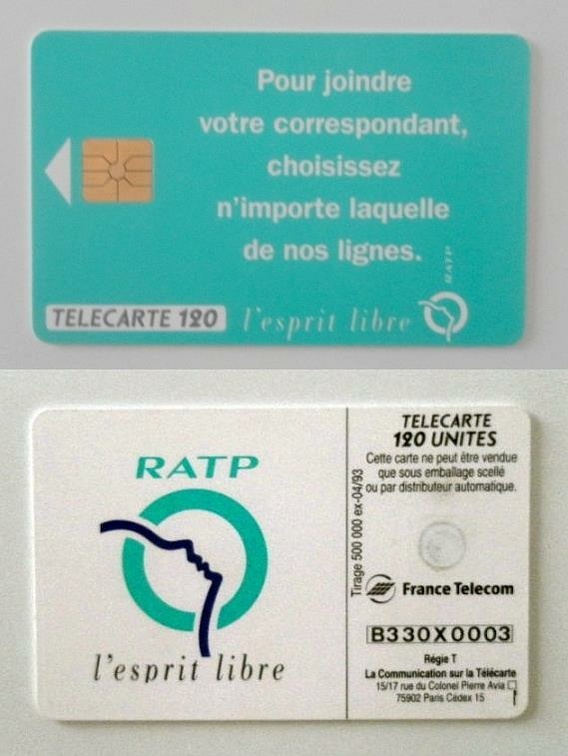 Pour joindre
votre correspondant,
choisissez
n'importe laquelle
de nos lignes.
RATP
TELECARTE 120
l'esprit libre
RATP
l'esprit libre
Tirage 500 000 ex-04/93
TELECARTE
120 UNITES
Cette carte ne peut être vendue
que sous emballage scellé
ou par distributeur automatique.
France Telecom
B330X0003
Régie T
La Communication sur la Télécarte
15/17 rue du Colonel Pierre Avia
75902 Paris Cédex 15